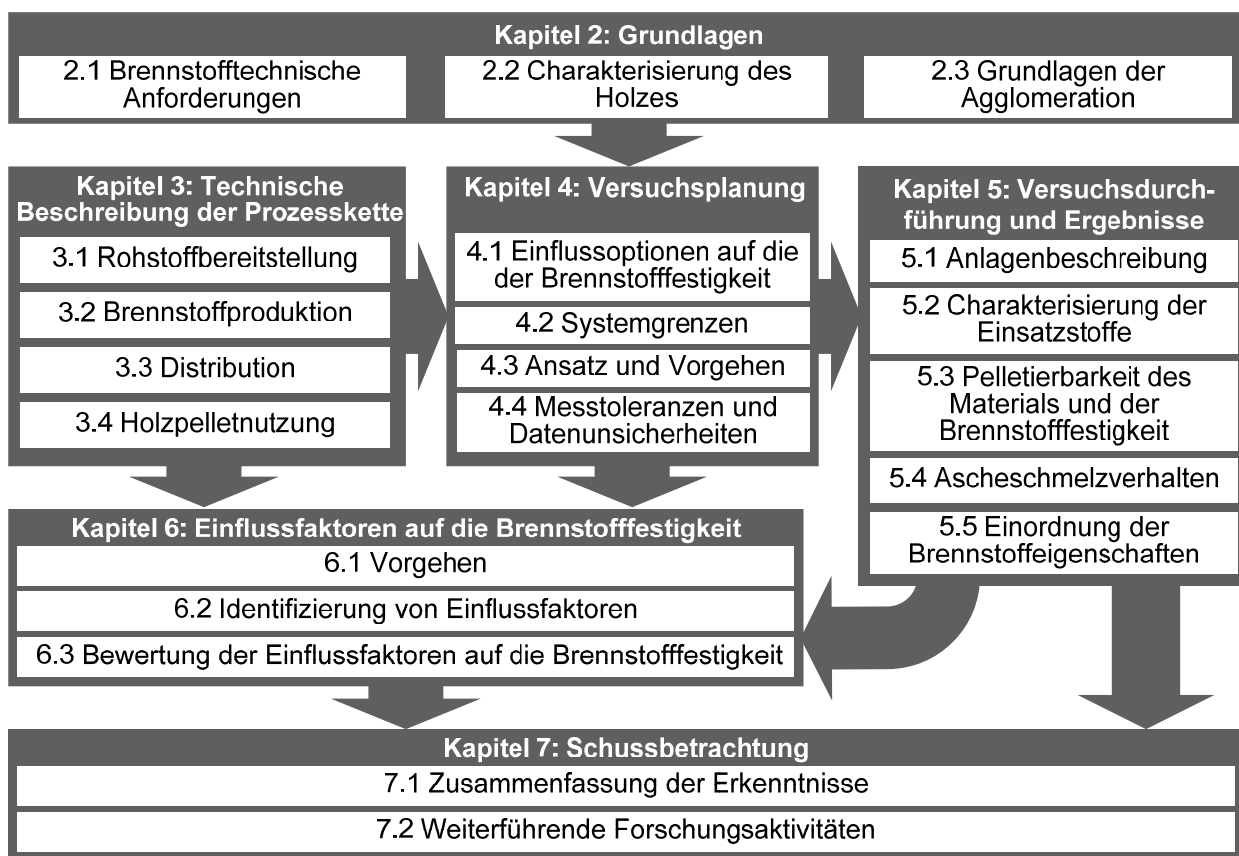 Kapitel 2: Grundlagen
2.1 Brennstofftechnische
Anforderungen
2.2 Charakterisierung des
Holzes
2.3 Grundlagen der
Agglomeration
Kapitel 3: Technische
Beschreibung der Prozesskette
3.1 Rohstoffbereitstellung
3.2 Brennstoffproduktion
3.3 Distribution
3.4 Holzpelletnutzung
Kapitel 4: Versuchsplanung
4.1 Einflussoptionen auf die
der Brennstofffestigkeit
4.2 Systemgrenzen
4.3 Ansatz und Vorgehen
4.4 Messtoleranzen und
Datenunsicherheiten
Kapitel 5: Versuchsdurch-
führung und Ergebnisse
5.1 Anlagenbeschreibung
5.2 Charakterisierung der
Einsatzstoffe
5.3 Pelletierbarkeit des
Materials und der
Brennstofffestigkeit
5.4 Ascheschmelzverhalten
5.5 Einordnung der
Brennstoffeigenschaften
Kapitel 6: Einflussfaktoren auf die Brennstofffestigkeit
6.1 Vorgehen
6.2 Identifizierung von Einflussfaktoren
6.3 Bewertung der Einflussfaktoren auf die Brennstofffestigkeit
Kapitel 7: Schussbetrachtung
7.1 Zusammenfassung der Erkenntnisse
7.2 Weiterführende Forschungsaktivitäten